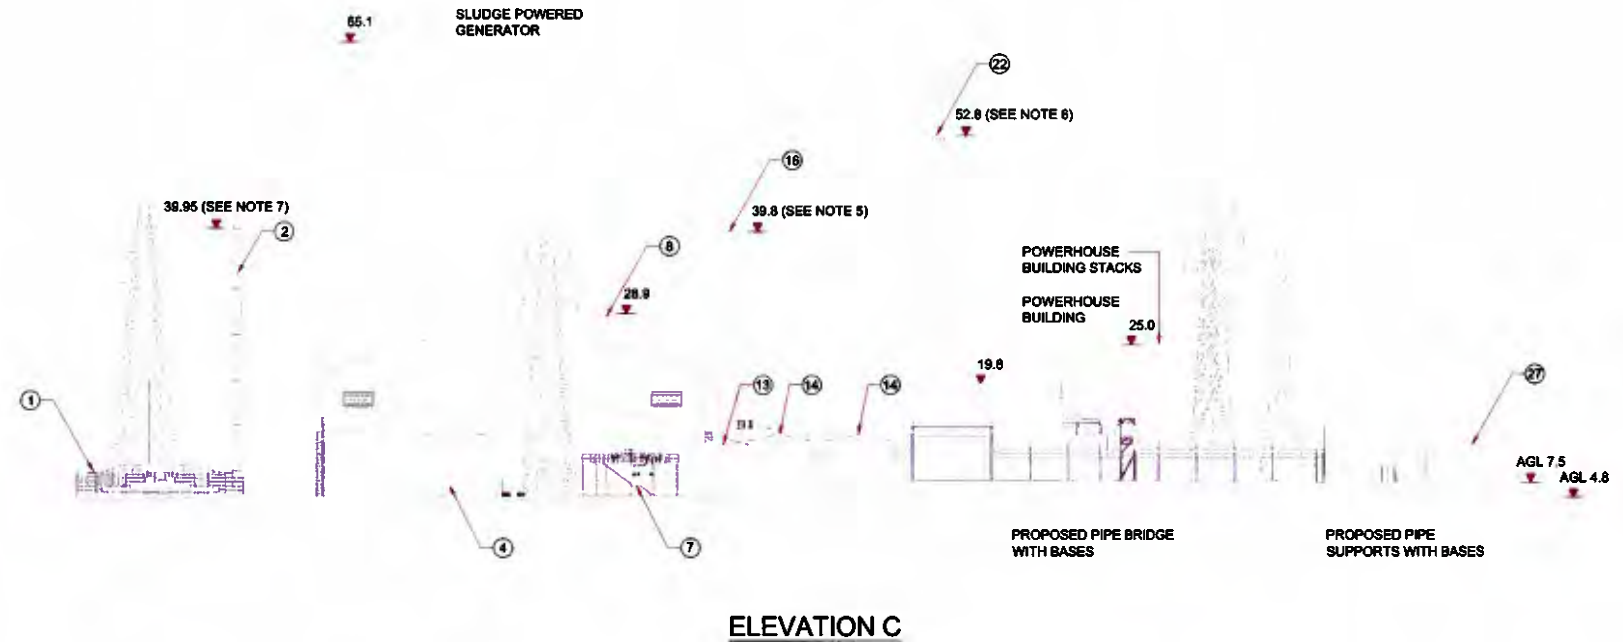 65.1
SLUDGE POWERED
GENERATOR
22
52.8 (SEE NOTE 6)
16
39.95 (SEE NOTE 7)
39.8 (SEE NOTE 5)
2
8
POWERHOUSE
BUILDING STACKS
28.9
POWERHOUSE
BUILDING
25.0
19.8
1
13
14
14
27
AGL 7.5
AGL 4.8
4
7
PROPOSED PIPE BRIDGE
WITH BASES
PROPOSED PIPE
SUPPORTS WITH BASES
ELEVATION C